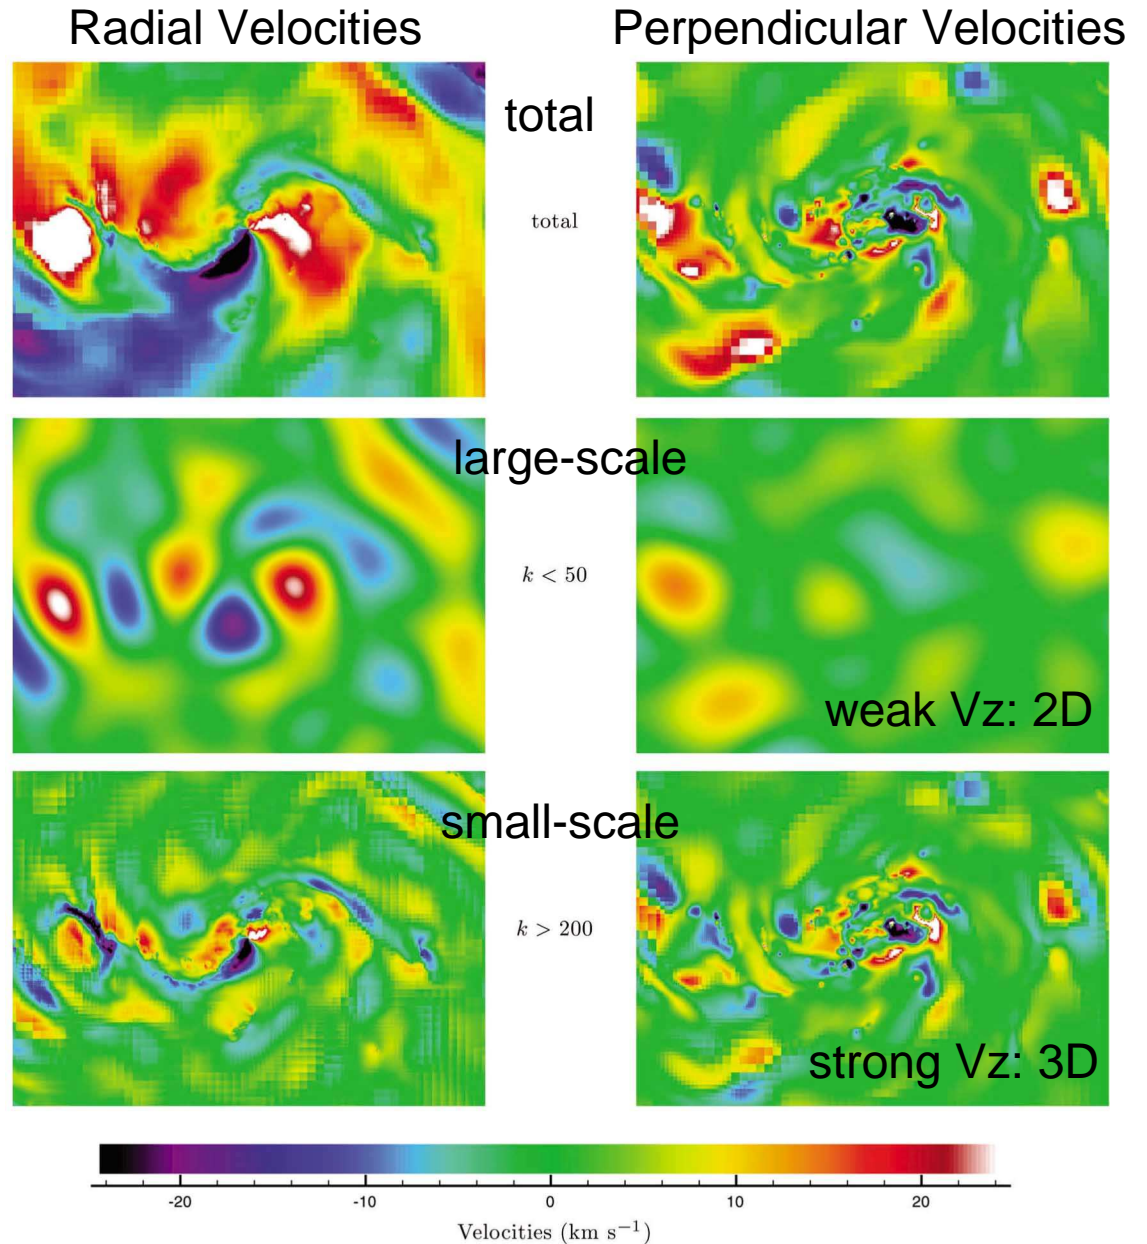 Radial Velocities
Perpendicular Velocities
total
total
large-scale
k < 50
weak Vz: 2D
small-scale
k > 200
strong Vz: 3D
-20 -10 0 10 20
Velocities (km s⁻¹)